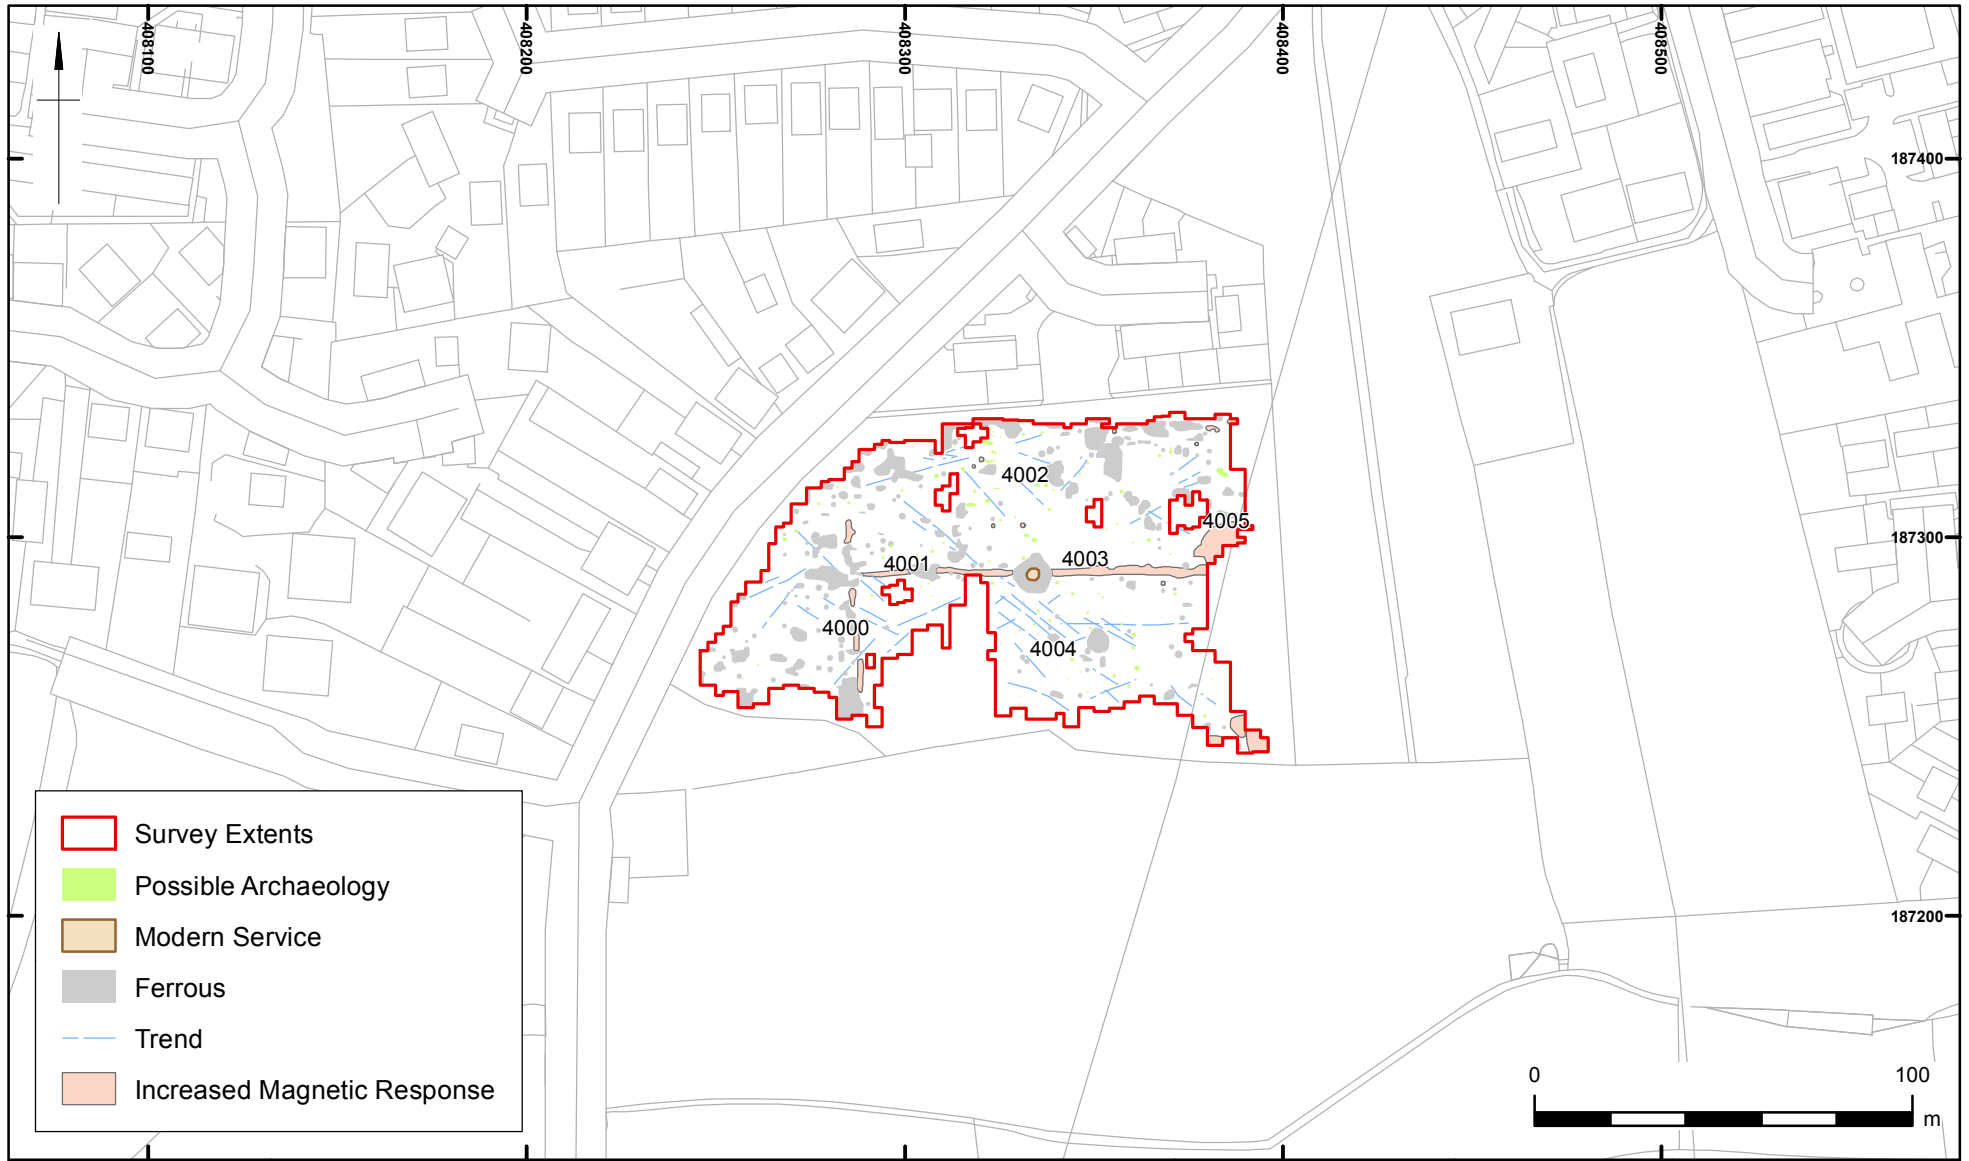 408100
408200
408300
408400
408500
187400
4002
4005
187300
4001
4003
4000
4004
Survey Extents
Possible Archaeology
187200
Modern Service
Ferrous
Trend
Increased Magnetic Response
0 100
m